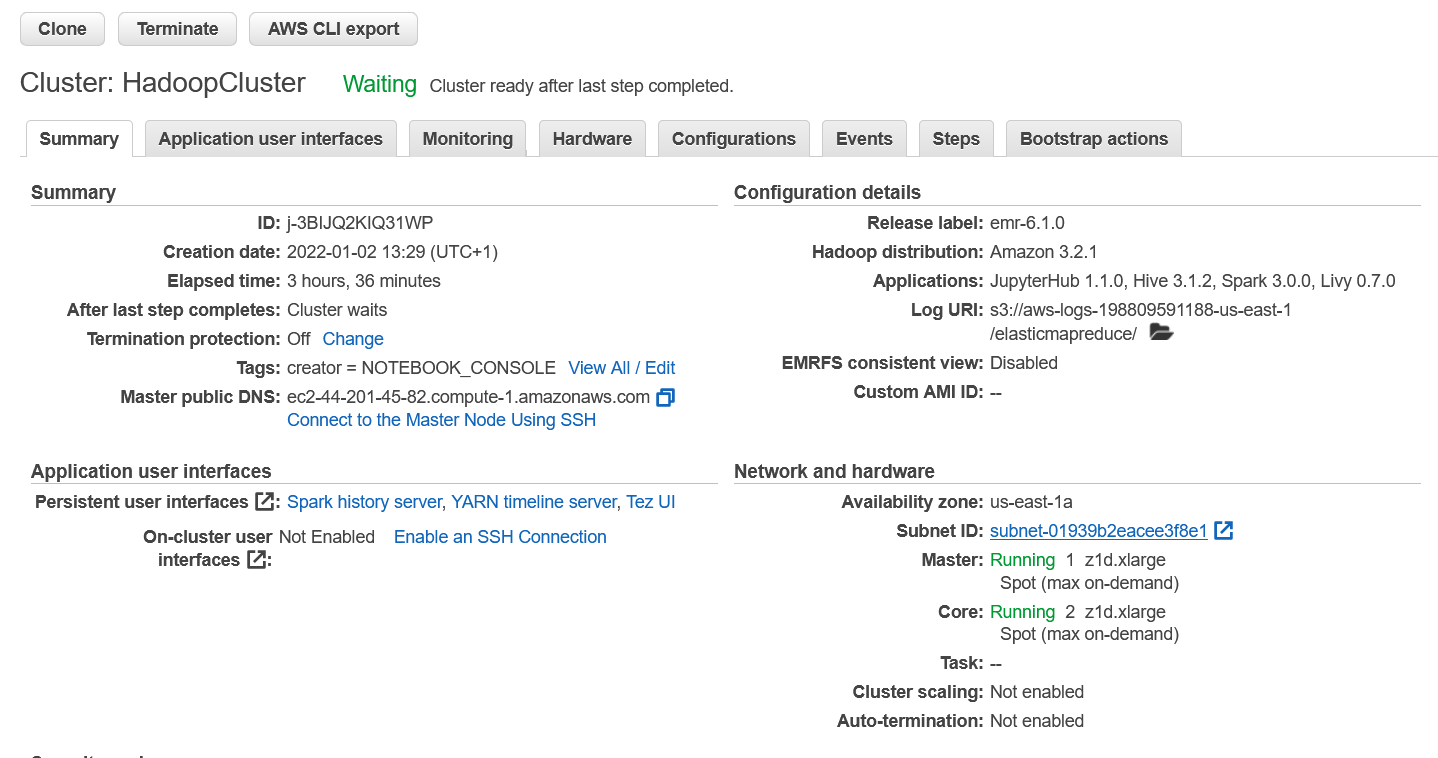 Clone Terminate AWS CLI export
Cluster: HadoopCluster Waiting Cluster ready after last step completed.
Summary Application user interfaces Monitoring Hardware Configurations Events Steps Bootstrap actions
Summary
ID: j-3BIJQ2KIQ31WP
Creation date: 2022-01-02 13:29 (UTC+1)
Elapsed time: 3 hours, 36 minutes
After last step completes: Cluster waits
Termination protection: Off Change
Tags: creator = NOTEBOOK_CONSOLE View All / Edit
Master public DNS: ec2-44-201-45-82.compute-1.amazonaws.com
Connect to the Master Node Using SSH
Configuration details
Release label: emr-6.1.0
Hadoop distribution: Amazon 3.2.1
Applications: JupyterHub 1.1.0, Hive 3.1.2, Spark 3.0.0, Livy 0.7.0
Log URI: s3://aws-logs-198809591188-us-east-1
/elasticmapreduce/
EMRFS consistent view: Disabled
Custom AMI ID: --
Application user interfaces
Persistent user interfaces : Spark history server, YARN timeline server, Tez UI
On-cluster user Not Enabled Enable an SSH Connection
interfaces :
Network and hardware
Availability zone: us-east-1a
Subnet ID: subnet-01939b2eacee3f8e1
Master: Running 1 z1d.xlarge
Spot (max on-demand)
Core: Running 2 z1d.xlarge
Spot (max on-demand)
Task: --
Cluster scaling: Not enabled
Auto-termination: Not enabled